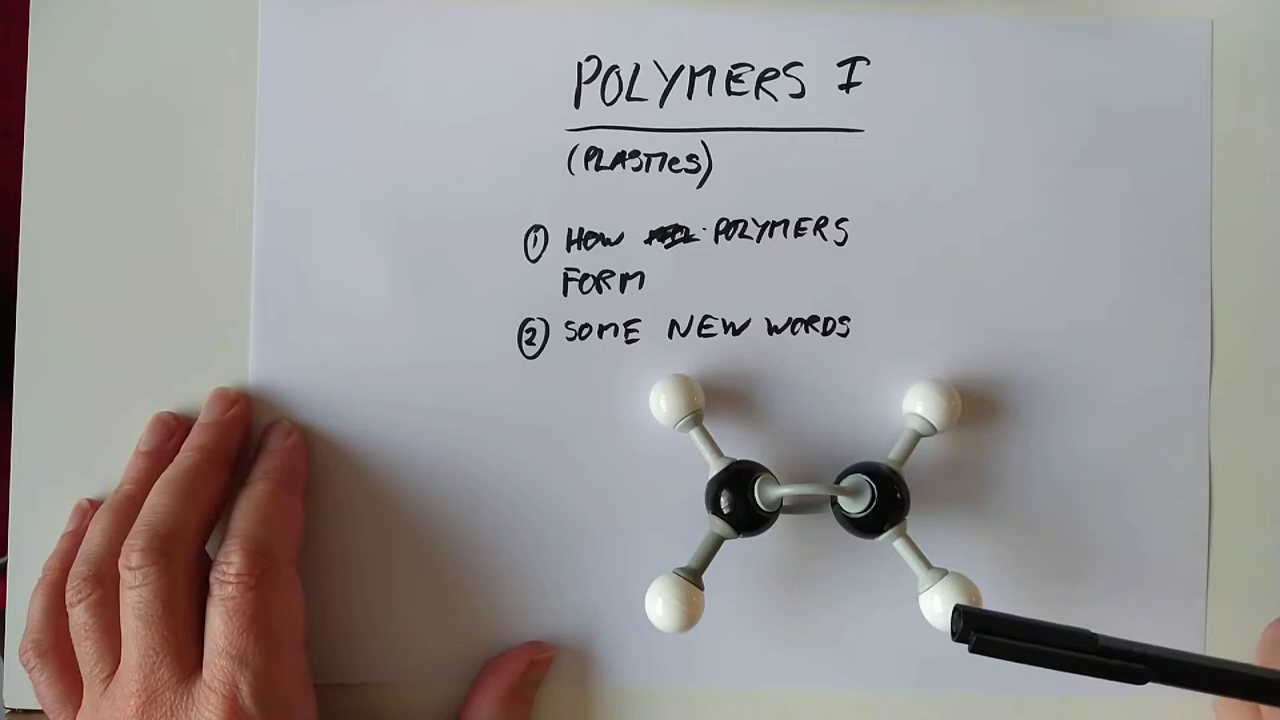 POLYMERS I
(PLASTICS)
① HOW POLYMERS
FORM
② SOME NEW WORDS